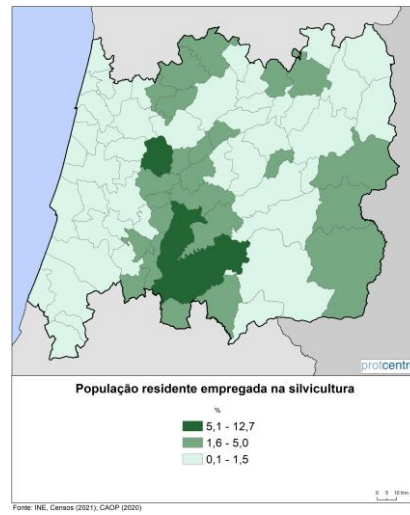 protcentro
População residente empregada na silvicultura
%
5,1 - 12,7
1,6 - 5,0
0,1 - 1,5
0 5 10 Km
Fonte: INE, Censos (2021); CAOP (2020)